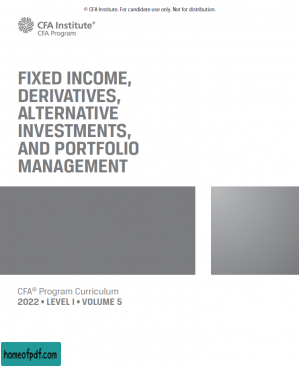 © CFA Institute. For candidate use only. Not for distribution.
CFA Institute®
CFA Program
FIXED INCOME,
DERIVATIVES,
ALTERNATIVE
INVESTMENTS,
AND PORTFOLIO
MANAGEMENT
CFA® Program Curriculum
2022 • LEVEL I • VOLUME 5
homeofpdf.com